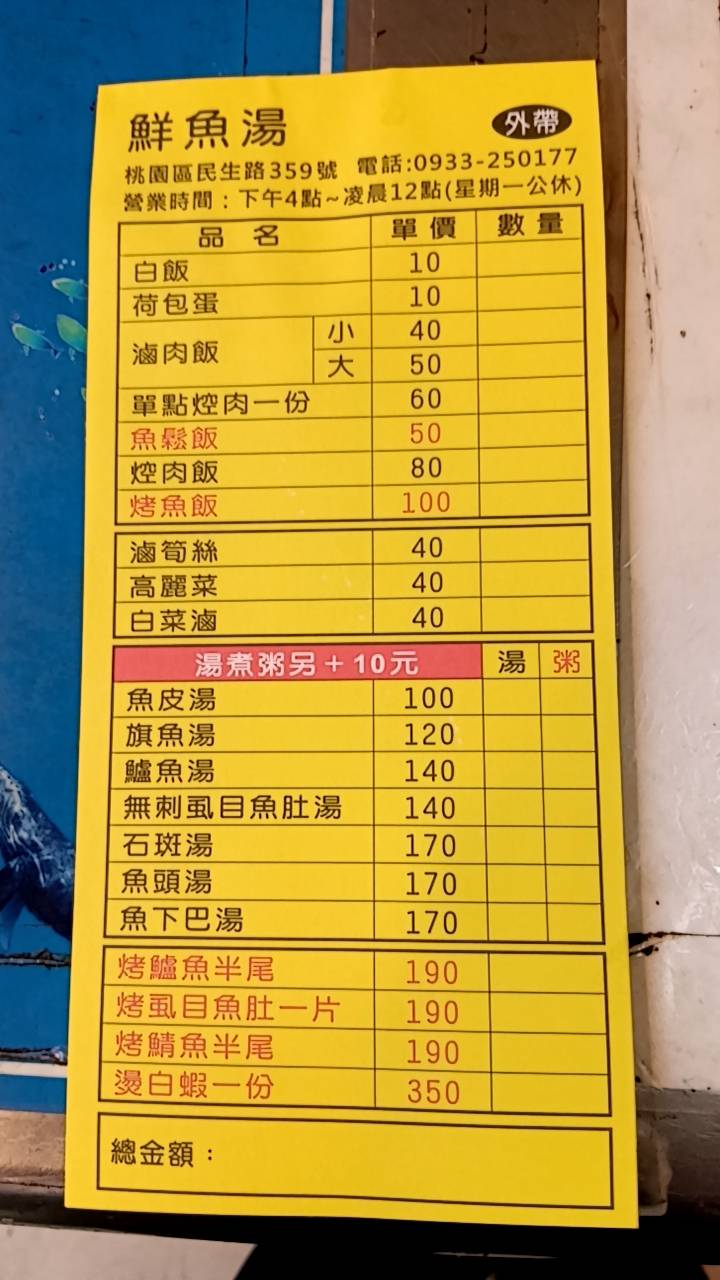 鮮魚湯 外帶
桃園區民生路359號 電話:0933-250177
營業時間：下午4點~凌晨12點(星期一公休)
品名 單價 數量
白飯 10
荷包蛋 10
滷肉飯 小 40
大 50
單點焢肉一份 60
魚鬆飯 50
焢肉飯 80
烤魚飯 100
滷筍絲 40
高麗菜 40
白菜滷 40
湯煮粥另+10元 湯 粥
魚皮湯 100
旗魚湯 120
鱸魚湯 140
無刺虱目魚肚湯 140
石斑湯 170
魚頭湯 170
魚下巴湯 170
烤鱸魚半尾 190
烤虱目魚肚一片 190
烤鯖魚半尾 190
燙白蝦一份 350
總金額：